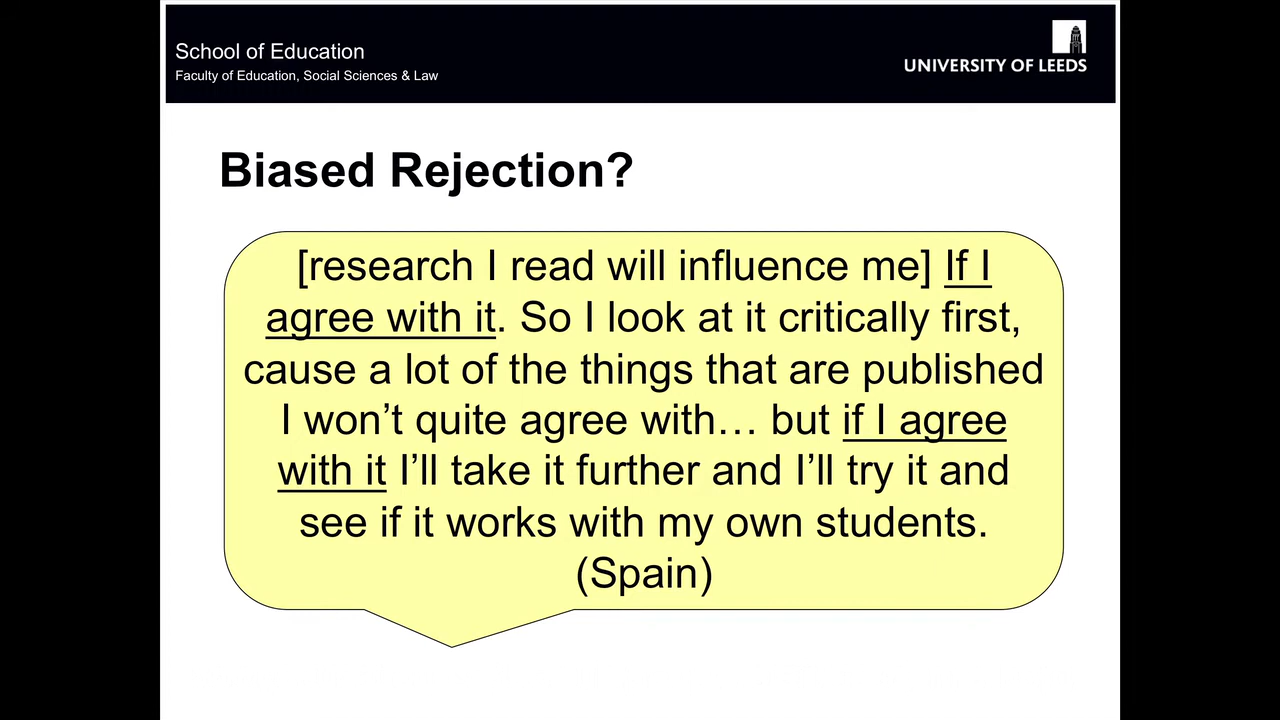 School of Education
Faculty of Education, Social Sciences & Law
UNIVERSITY OF LEEDS
Biased Rejection?
[research I read will influence me] If I
agree with it. So I look at it critically first,
cause a lot of the things that are published
I won’t quite agree with… but if I agree
with it I’ll take it further and I’ll try it and
see if it works with my own students.
(Spain)